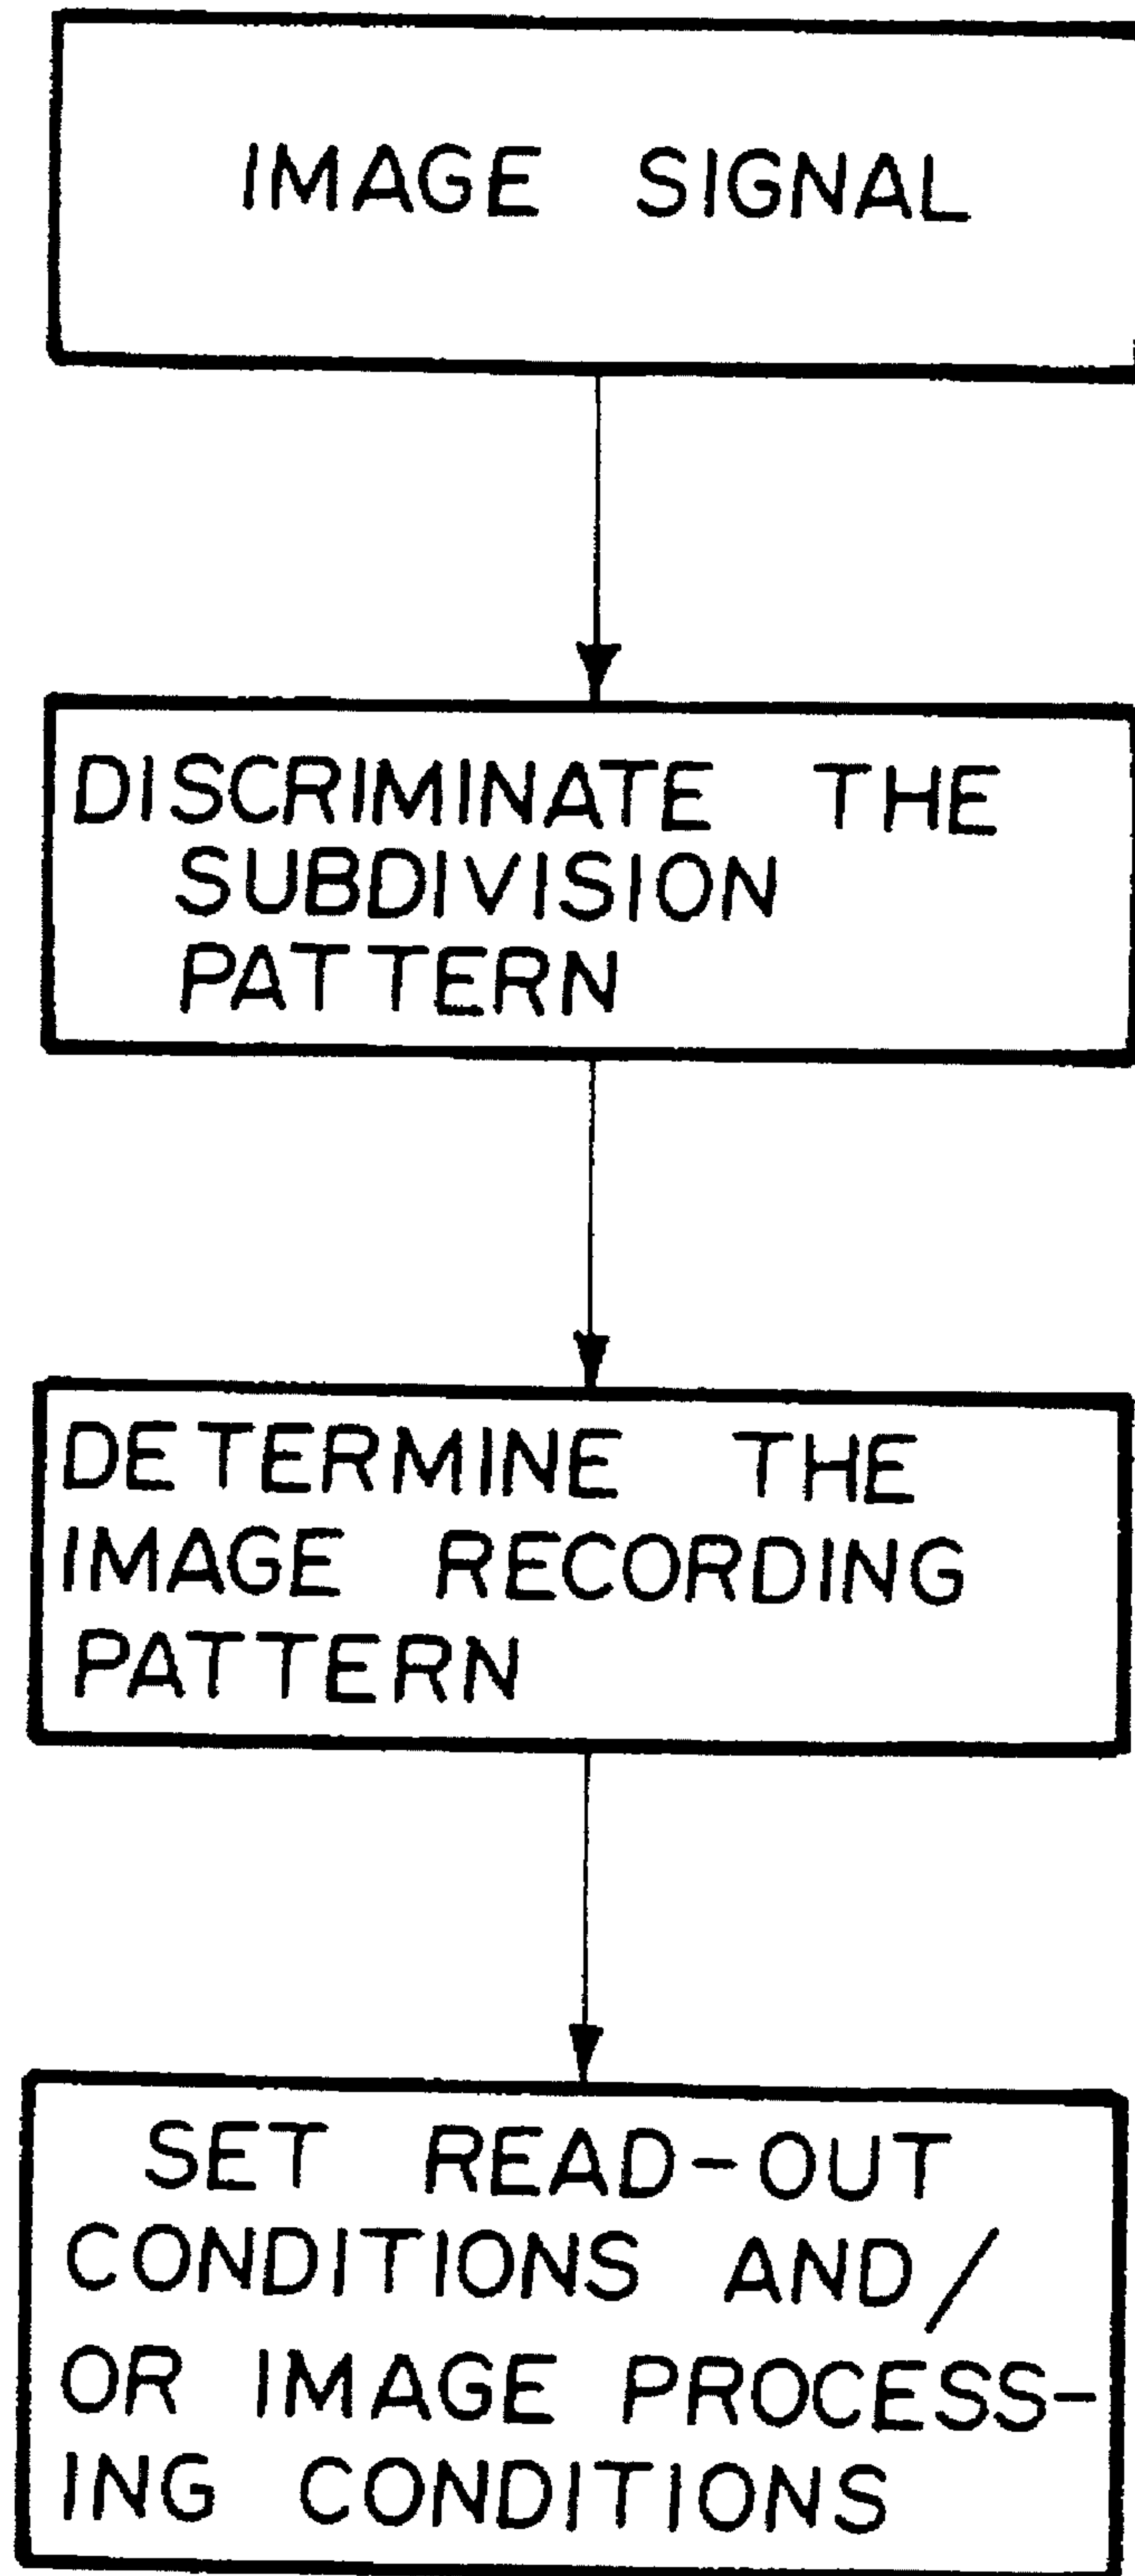 IMAGE SIGNAL
DISCRIMINATE THE
SUBDIVISION
PATTERN
DETERMINE THE
IMAGE RECORDING
PATTERN
SET READ-OUT
CONDITIONS AND/
OR IMAGE PROCESS-
ING CONDITIONS